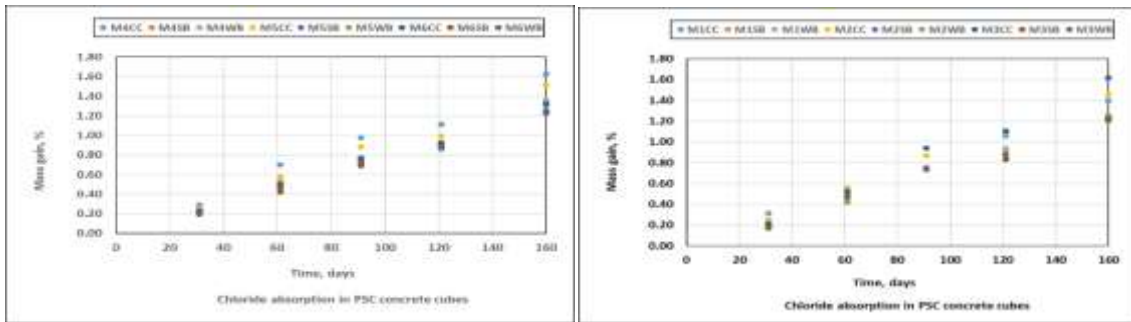 M4CC M4SB M4WB M5CC M5SB M5WB M6CC M6SB M6WB
1.80
1.60
1.40
1.20
1.00
0.80
0.60
0.40
0.20
0.00
Mass gain, %
0 20 40 60 80 100 120 140 160
Time, days
Chloride absorption in PSC concrete cubes
M1CC M1SB M1WB M2CC M2SB M2WB M3CC M3SB M3WB
1.80
1.60
1.40
1.20
1.00
0.80
0.60
0.40
0.20
0.00
Mass gain, %
0 20 40 60 80 100 120 140 160
Time, days
Chloride absorption in PSC concrete cubes